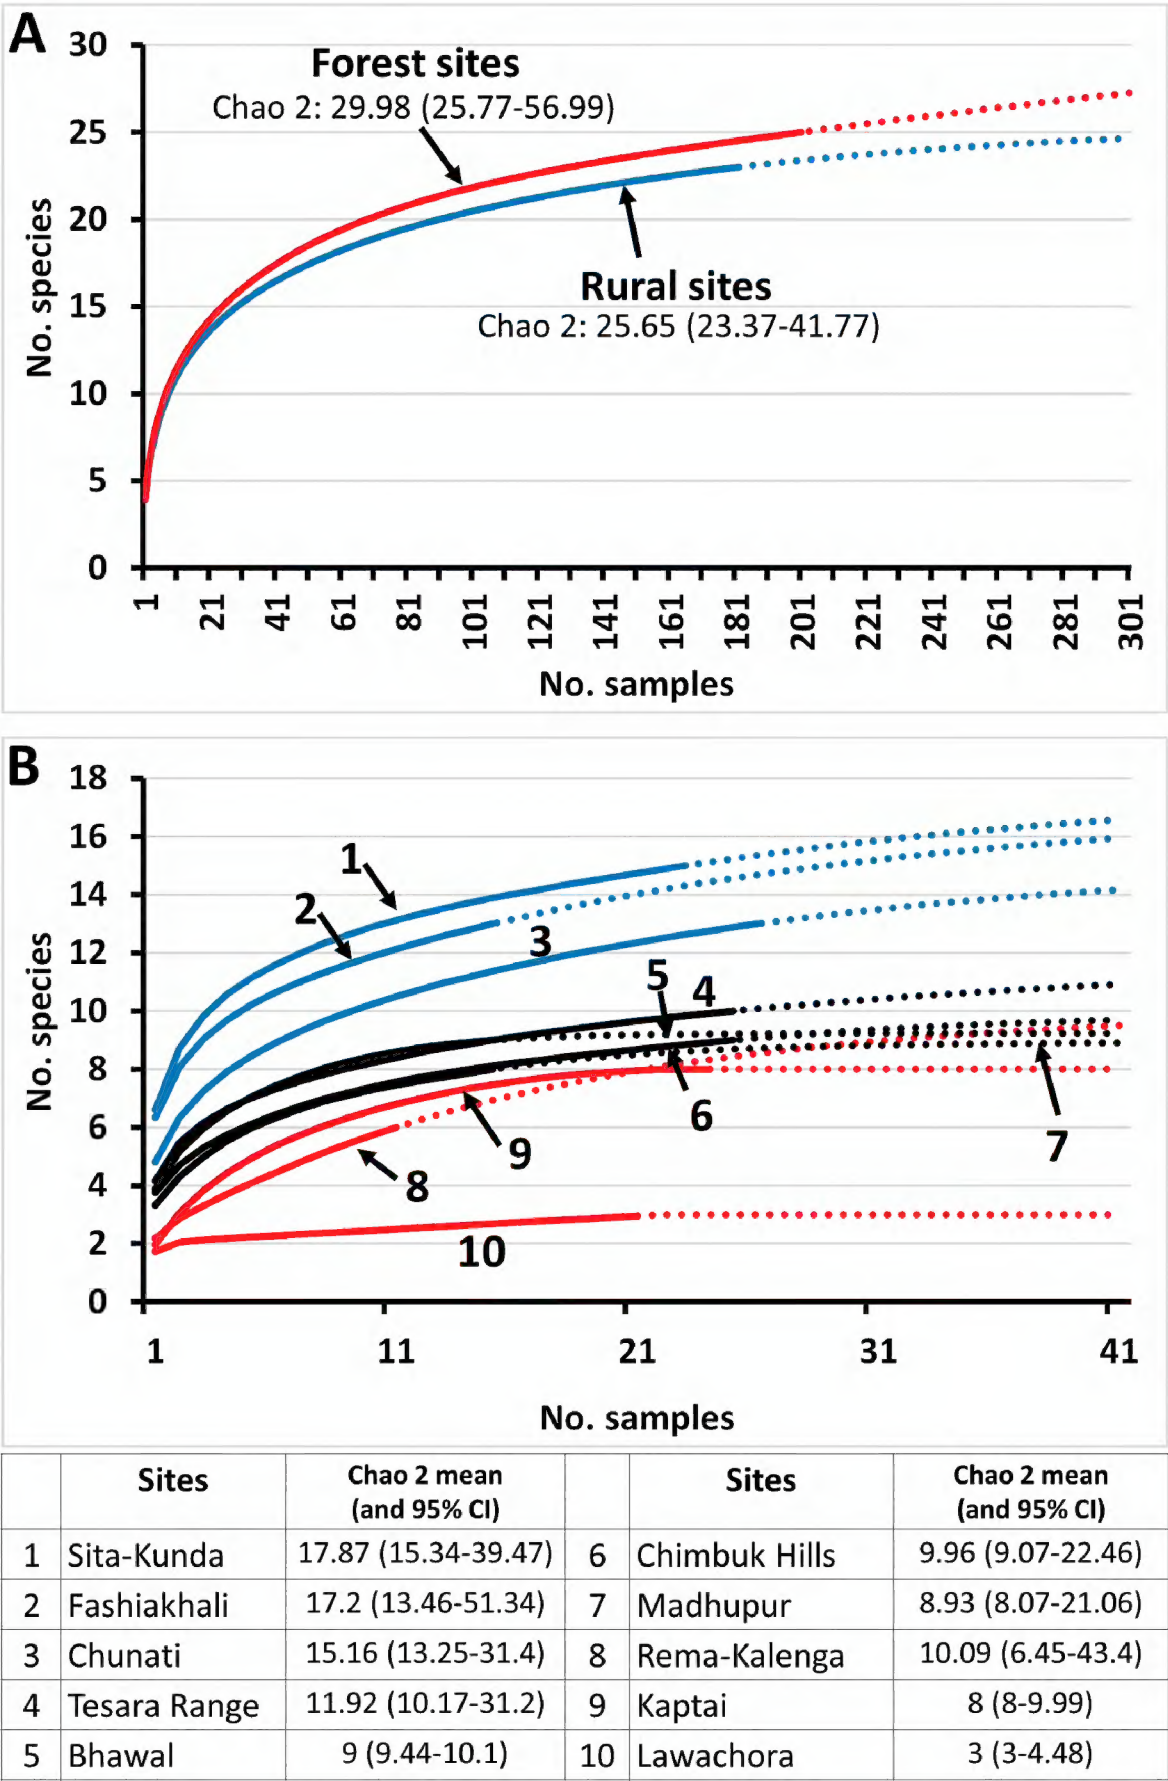 A
30
25
20
15
10
5
0
No. species
Forest sites
Chao 2: 29.98 (25.77-56.99)
Rural sites
Chao 2: 25.65 (23.37-41.77)
1 21 41 61 81 101 121 141 161 181 201 221 241 261 281 301
No. samples
B
18
16
14
12
10
8
6
4
2
0
No. species
1
2
3
5
4
6
7
9
8
10
1 11 21 31 41
No. samples
Sites Chao 2 mean (and 95% CI) Sites Chao 2 mean (and 95% CI)
1 Sita-Kunda 17.87 (15.34-39.47) 6 Chimbuk Hills 9.96 (9.07-22.46)
2 Fashiakhali 17.2 (13.46-51.34) 7 Madhupur 8.93 (8.07-21.06)
3 Chunati 15.16 (13.25-31.4) 8 Rema-Kalenga 10.09 (6.45-43.4)
4 Tesara Range 11.92 (10.17-31.2) 9 Kaptai 8 (8-9.99)
5 Bhawal 9 (9.44-10.1) 10 Lawachora 3 (3-4.48)